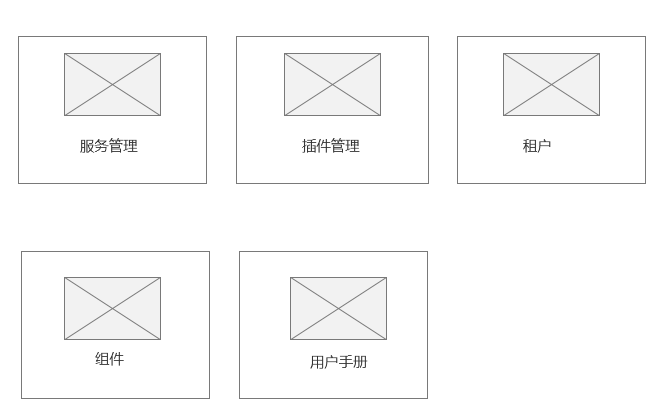 服务管理
插件管理
租户
组件
用户手册